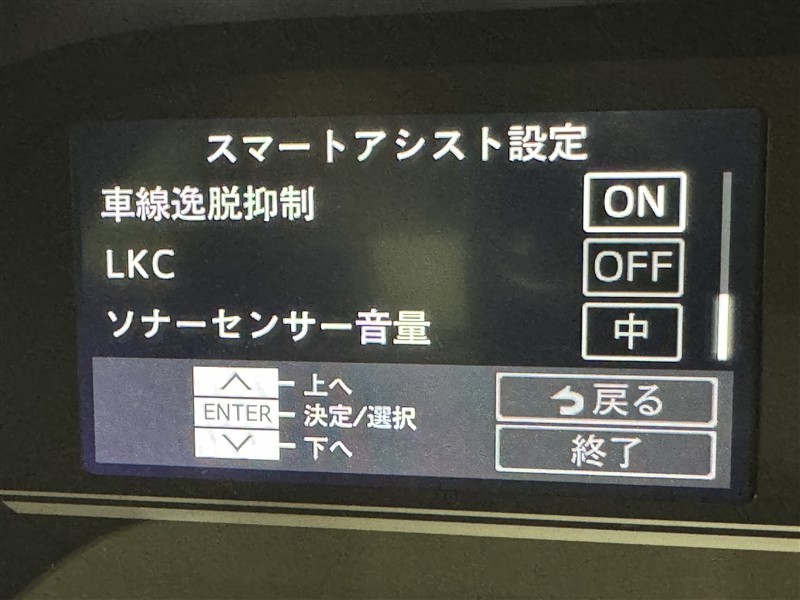 スマートアシスト設定
車線逸脱抑制 ON
LKC OFF
ソナーセンサー音量 中
上へ
ENTER 決定/選択
下へ
戻る
終了